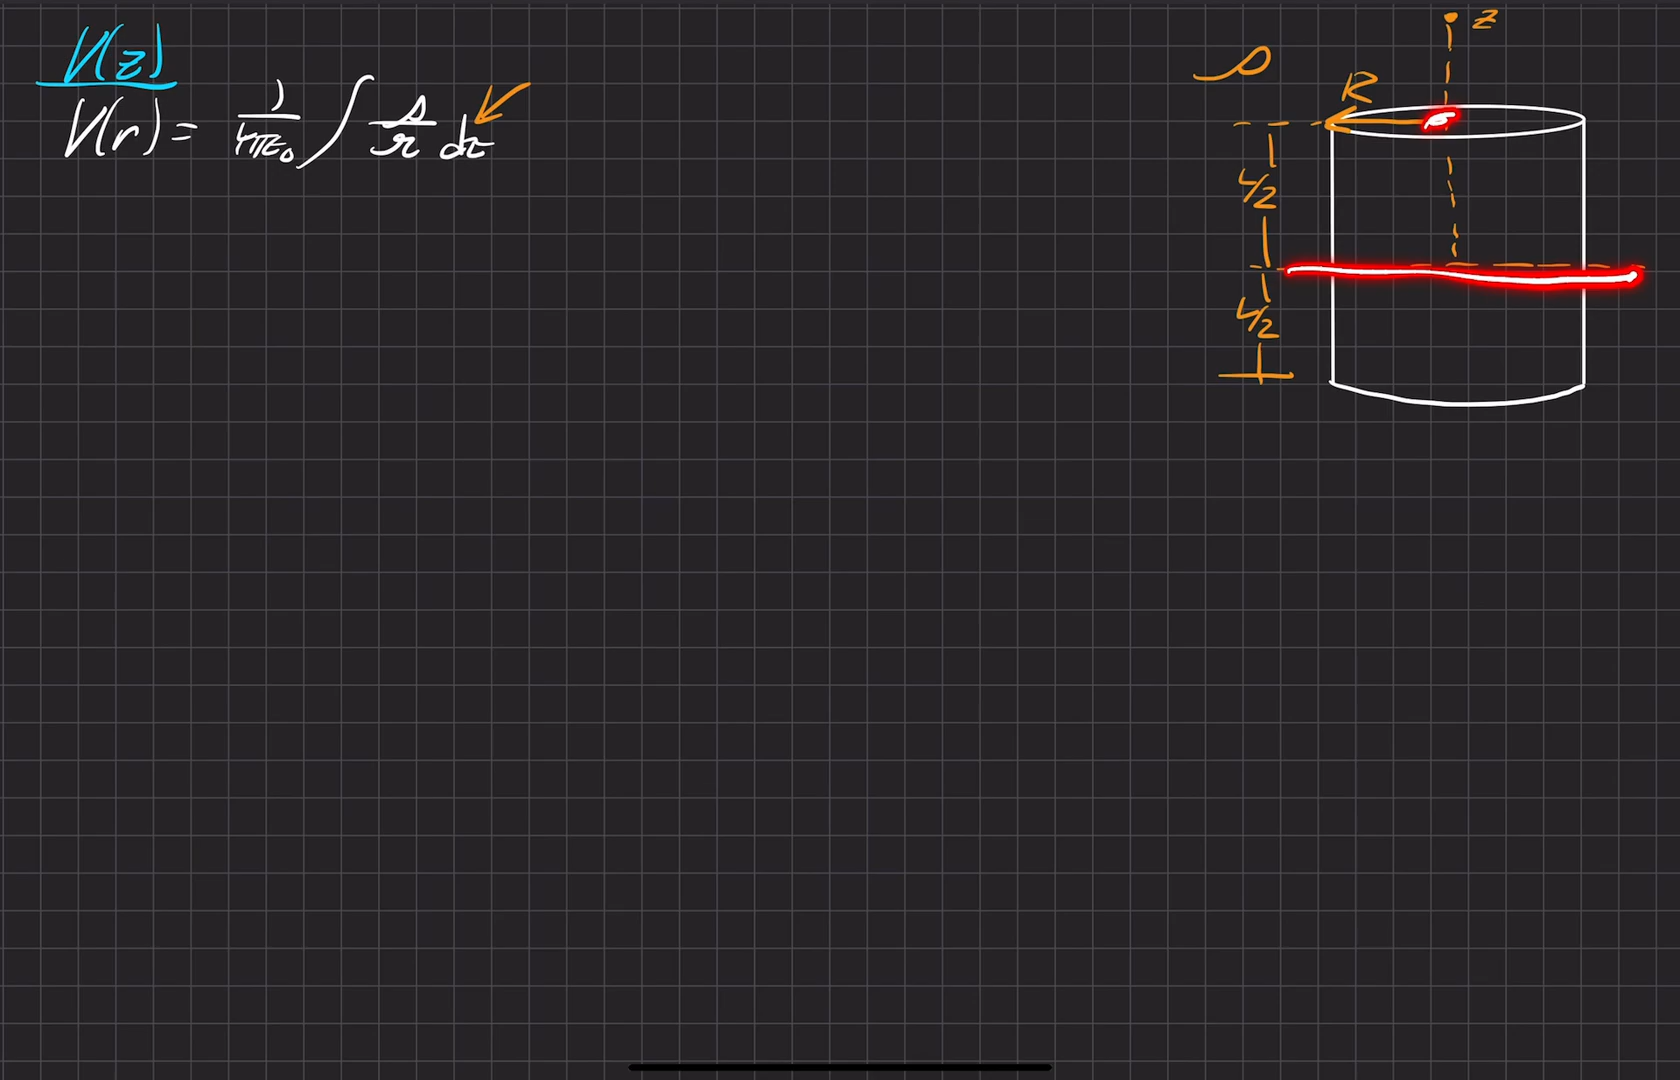 V(z)
V(r) = 1/4πε₀ ∫ ρ/𝓇 dτ
z
ρ
R
L/2
L/2